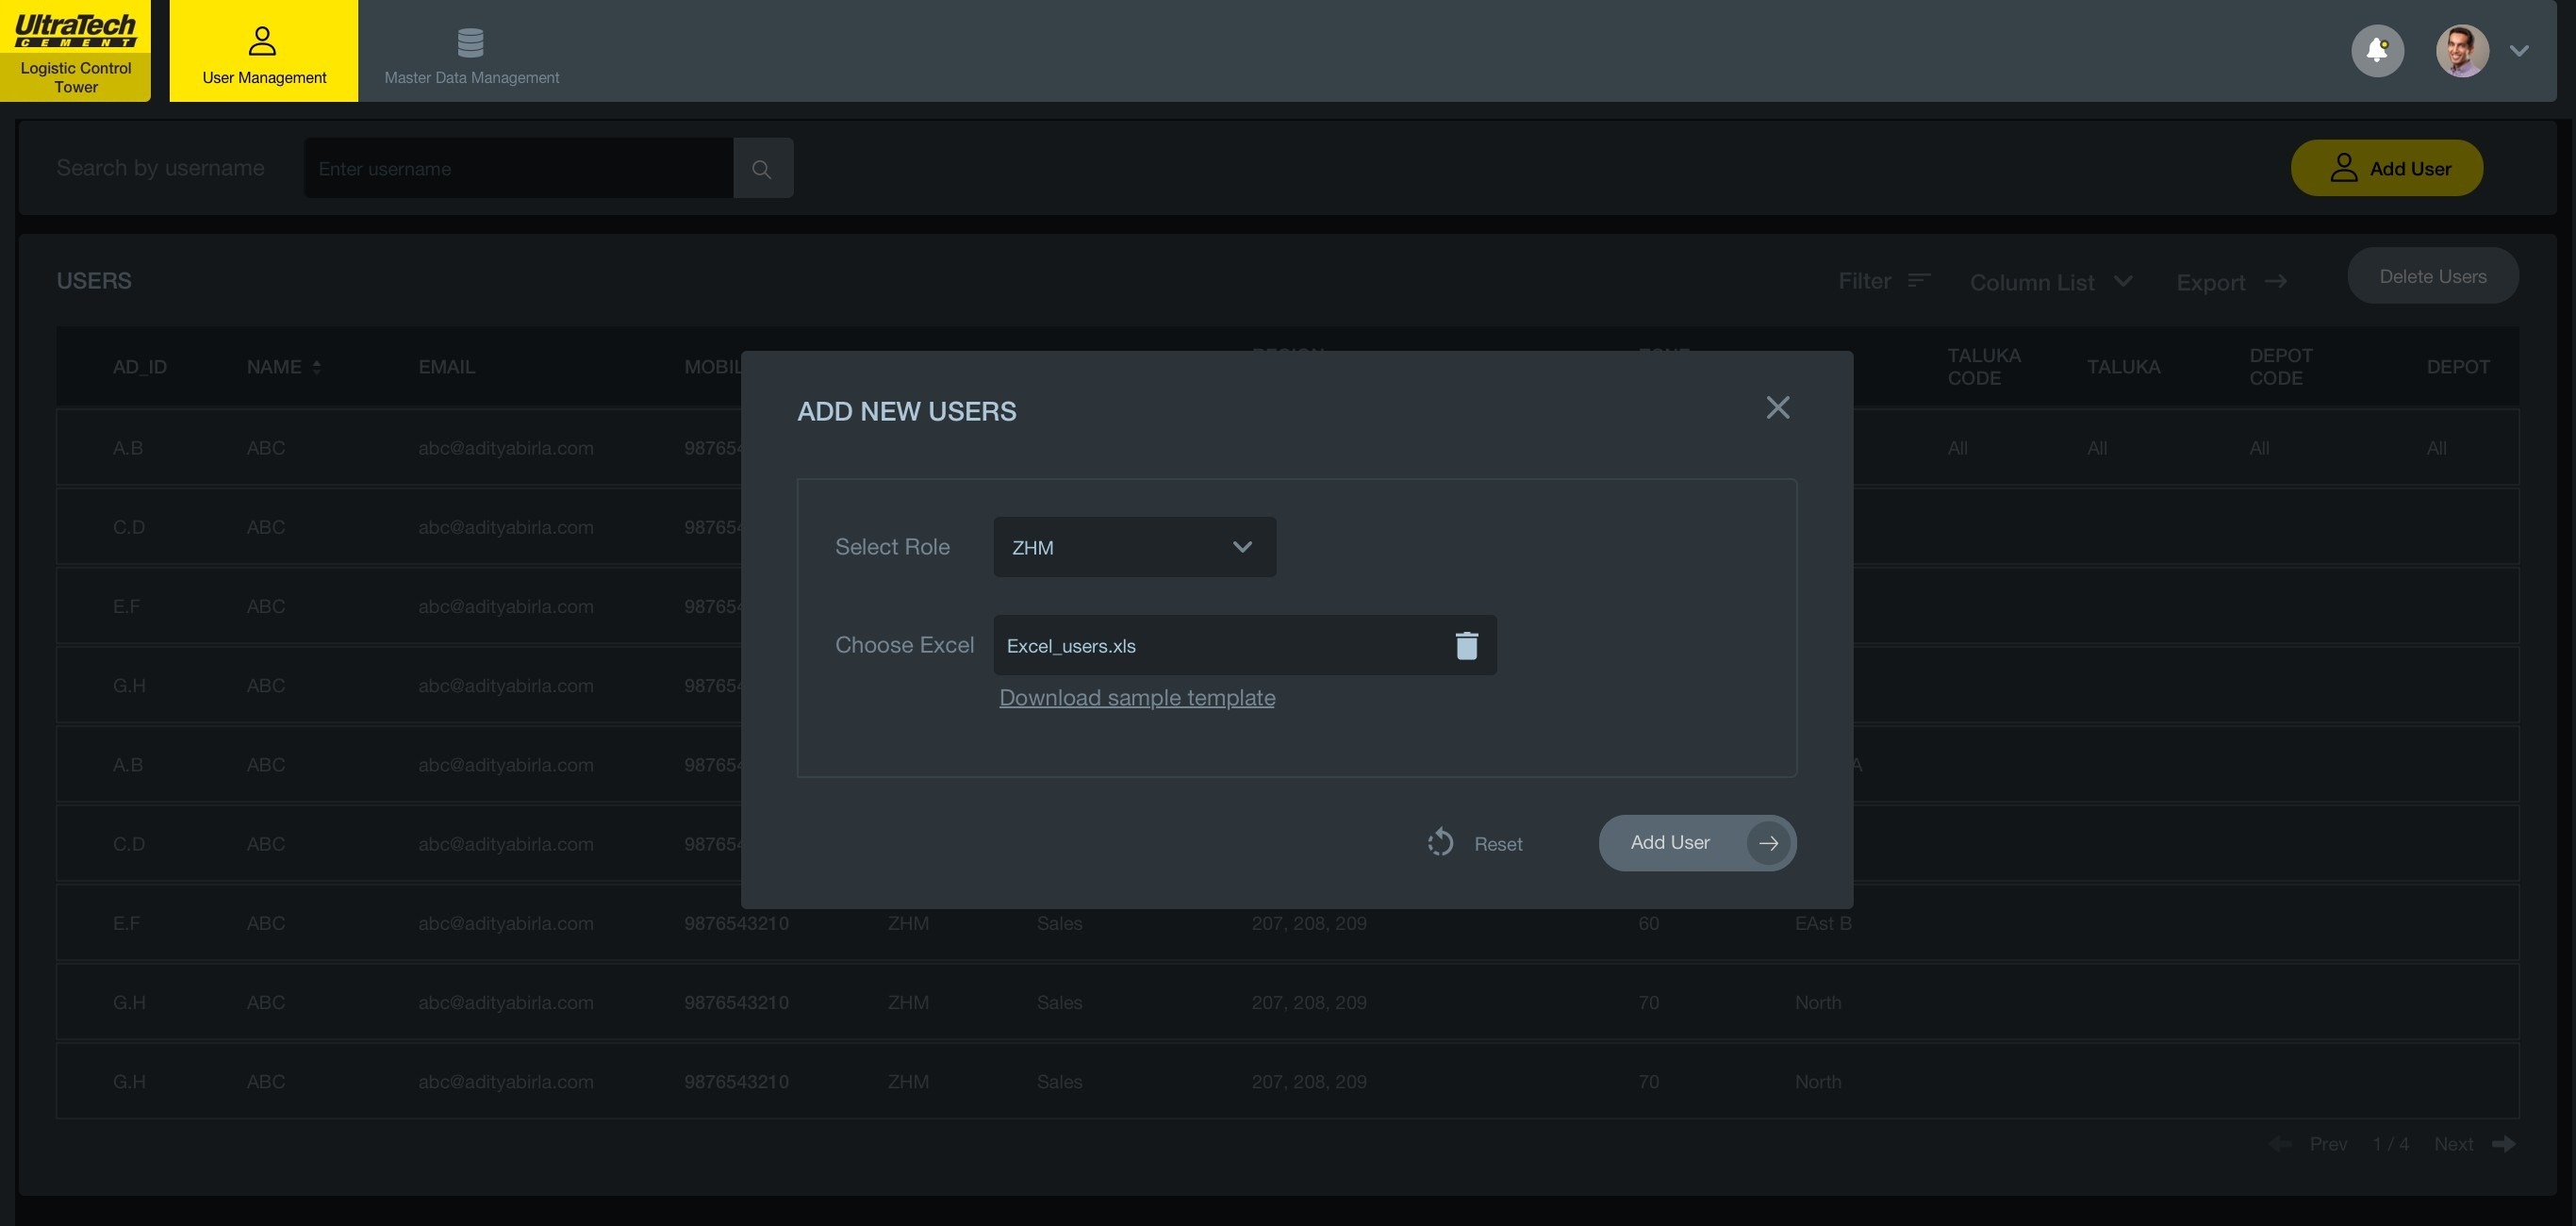 UltraTech
CEMENT
Logistic Control
Tower
User Management
Master Data Management
Search by username
Enter username
Add User
USERS
Filter
Column List
Export
Delete Users
AD_ID NAME EMAIL TALUKA CODE TALUKA DEPOT CODE DEPOT
A.B ABC abc@adityabirla.com All All All All
C.D ABC abc@adityabirla.com
E.F ABC abc@adityabirla.com
G.H ABC abc@adityabirla.com
A.B ABC abc@adityabirla.com
C.D ABC abc@adityabirla.com
E.F ABC abc@adityabirla.com 9876543210 ZHM Sales 207, 208, 209 60 EAst B
G.H ABC abc@adityabirla.com 9876543210 ZHM Sales 207, 208, 209 70 North
G.H ABC abc@adityabirla.com 9876543210 ZHM Sales 207, 208, 209 70 North
Prev 1 / 4 Next
ADD NEW USERS
Select Role
ZHM
Choose Excel
Excel_users.xls
Download sample template
Reset
Add User